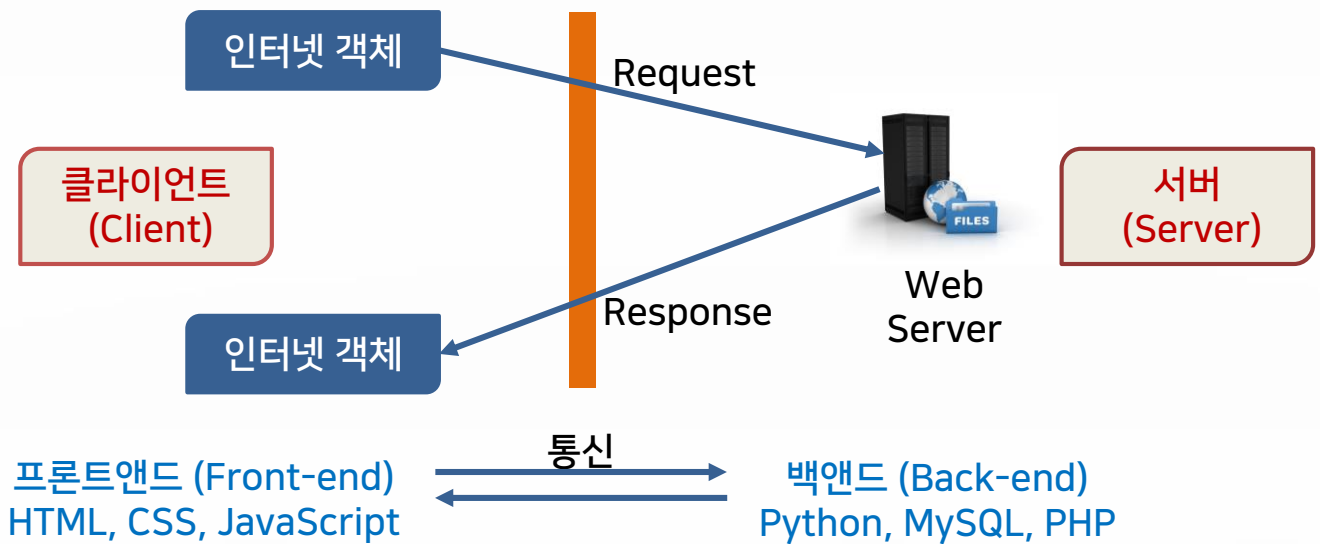 인터넷 객체
Request
클라이언트
(Client)
FILES
서버
(Server)
Web
Server
Response
인터넷 객체
통신
프론트앤드 (Front-end)
HTML, CSS, JavaScript
백앤드 (Back-end)
Python, MySQL, PHP